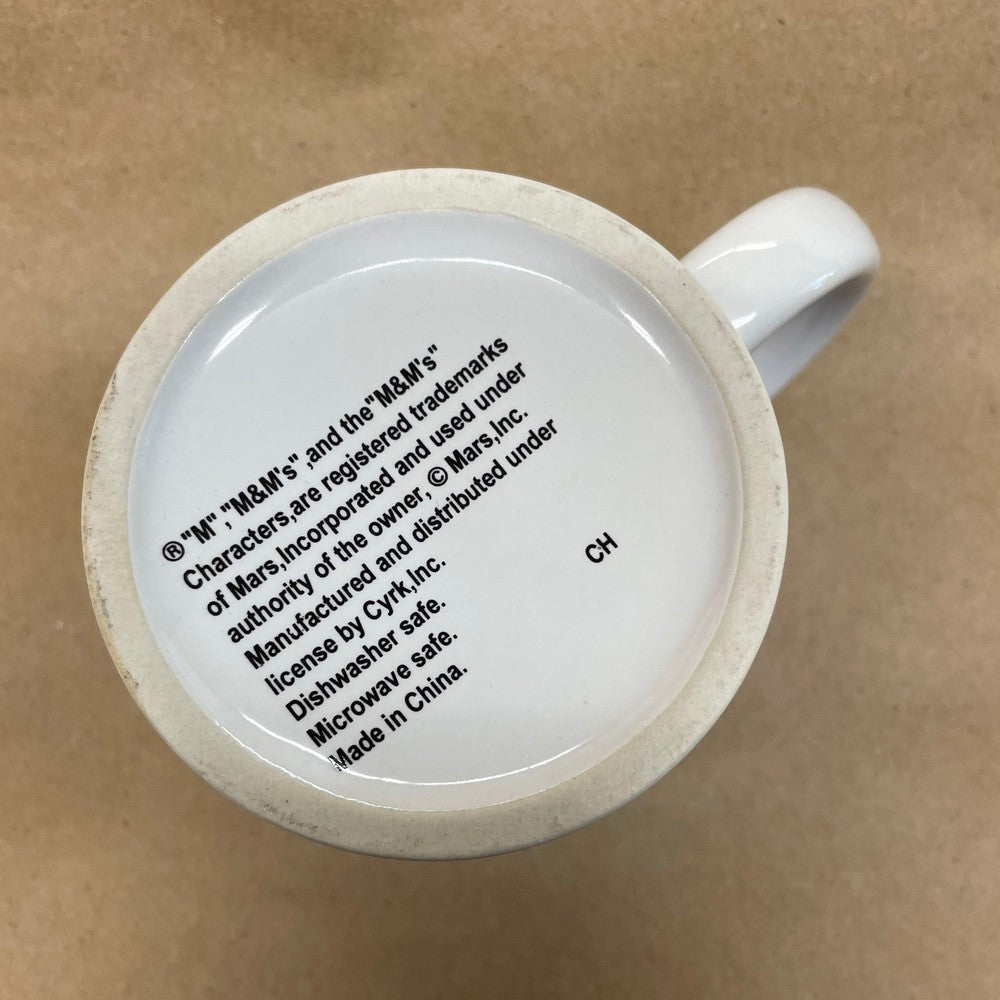 ® "M","M&M's",and the"M&M's"
Characters,are registered trademarks
of Mars,Incorporated and used under
authority of the owner, © Mars,Inc.
Manufactured and distributed under
license by Cyrk,Inc.
Dishwasher safe.
Microwave safe.
Made in China.
CH